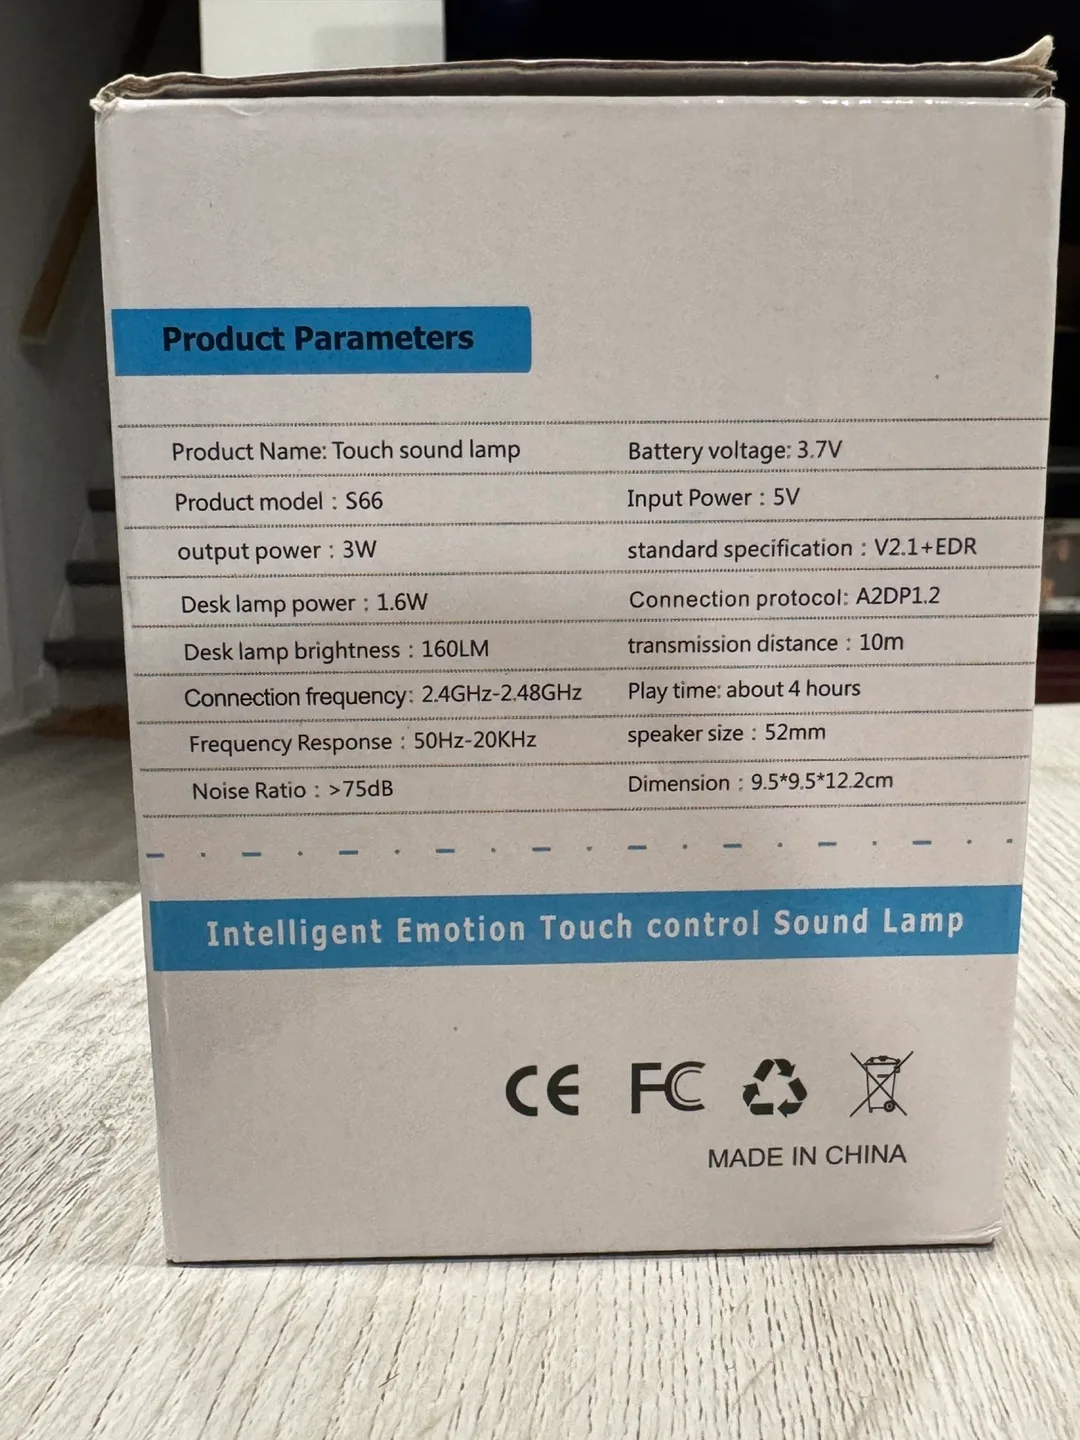 Product Parameters
Product Name: Touch sound lamp
Battery voltage: 3.7V
Product model : S66
Input Power : 5V
output power : 3W
standard specification : V2.1+EDR
Desk lamp power : 1.6W
Connection protocol: A2DP1.2
Desk lamp brightness : 160LM
transmission distance : 10m
Connection frequency: 2.4GHz-2.48GHz
Play time: about 4 hours
Frequency Response : 50Hz-20KHz
speaker size : 52mm
Noise Ratio : >75dB
Dimension : 9.5*9.5*12.2cm
Intelligent Emotion Touch control Sound Lamp
CE FC
MADE IN CHINA